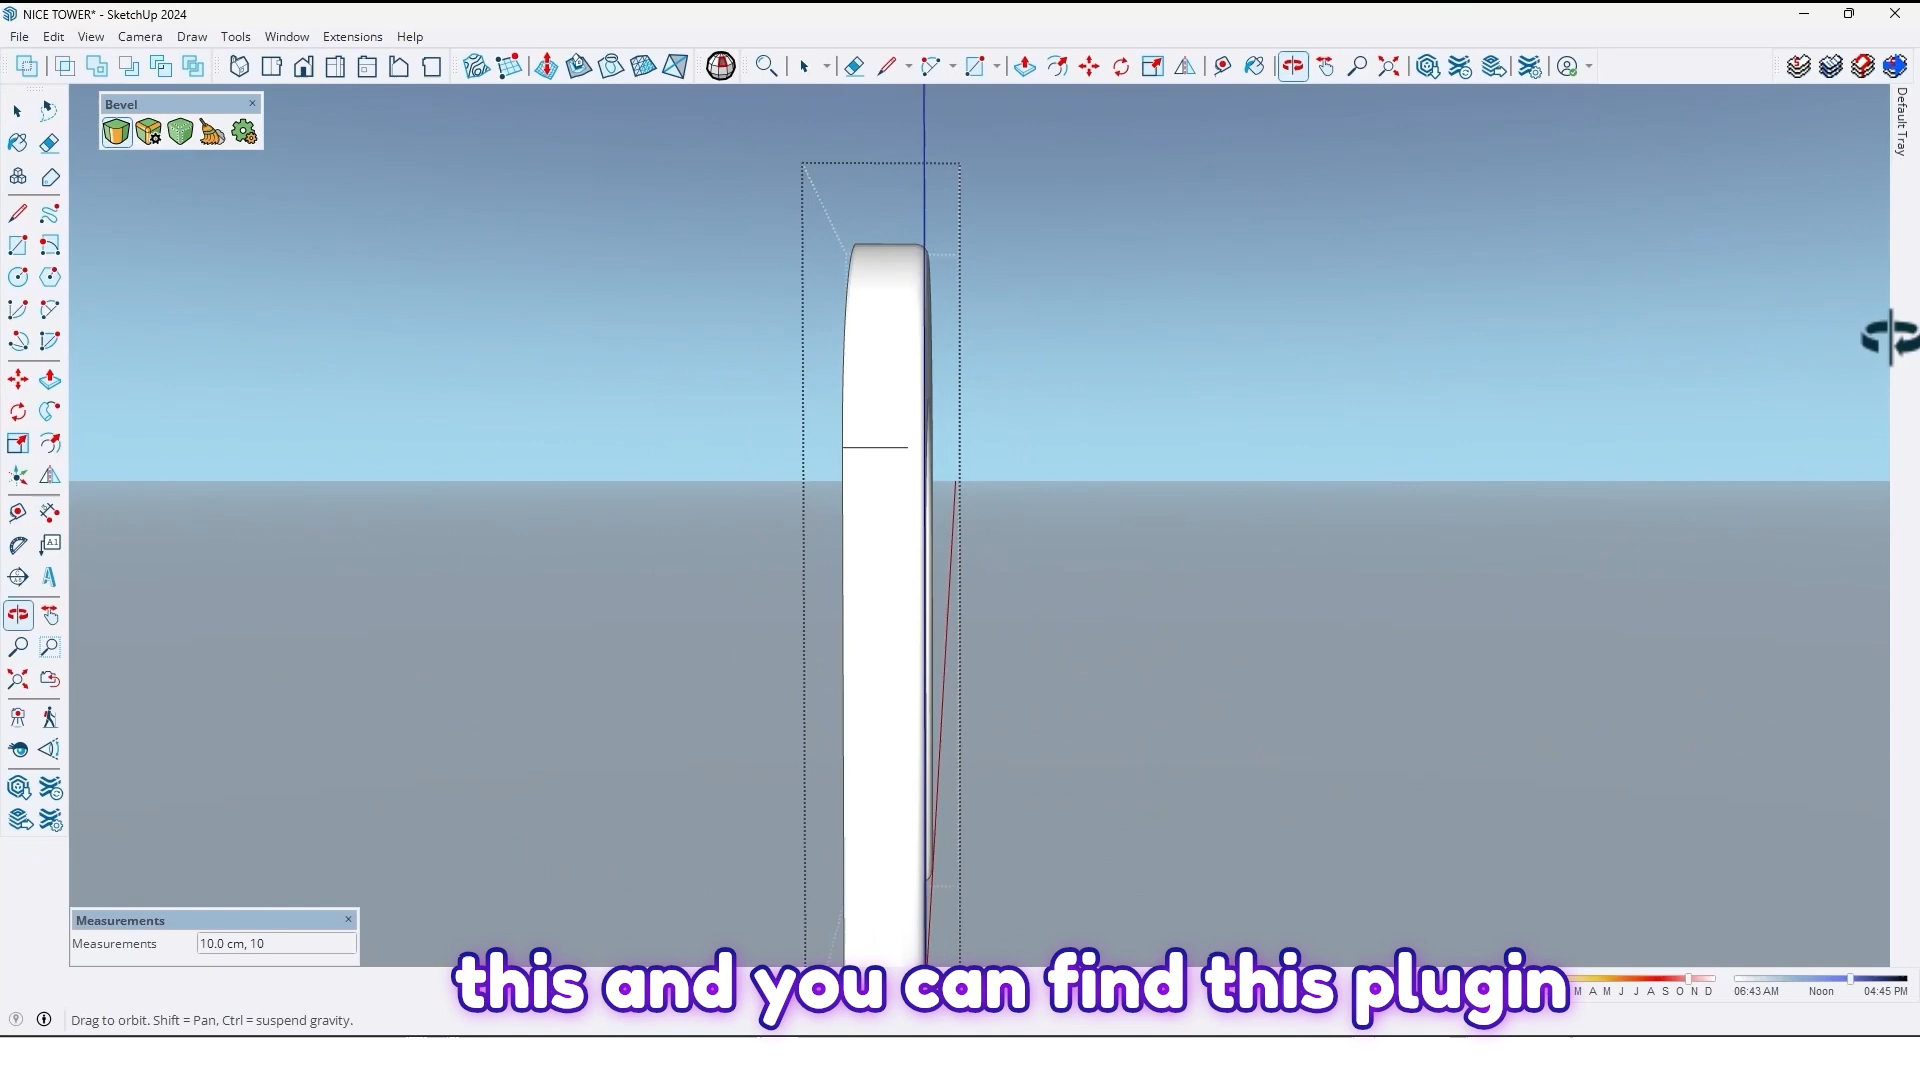 NICE TOWER* - SketchUp 2024
File Edit View Camera Draw Tools Window Extensions Help
Bevel
Default Tray
A1
Measurements
Measurements 10.0 cm, 10
this and you can find this plugin
M A M J J A S O N D
06:43 AM Noon 04:45 PM
Drag to orbit. Shift = Pan, Ctrl = suspend gravity.